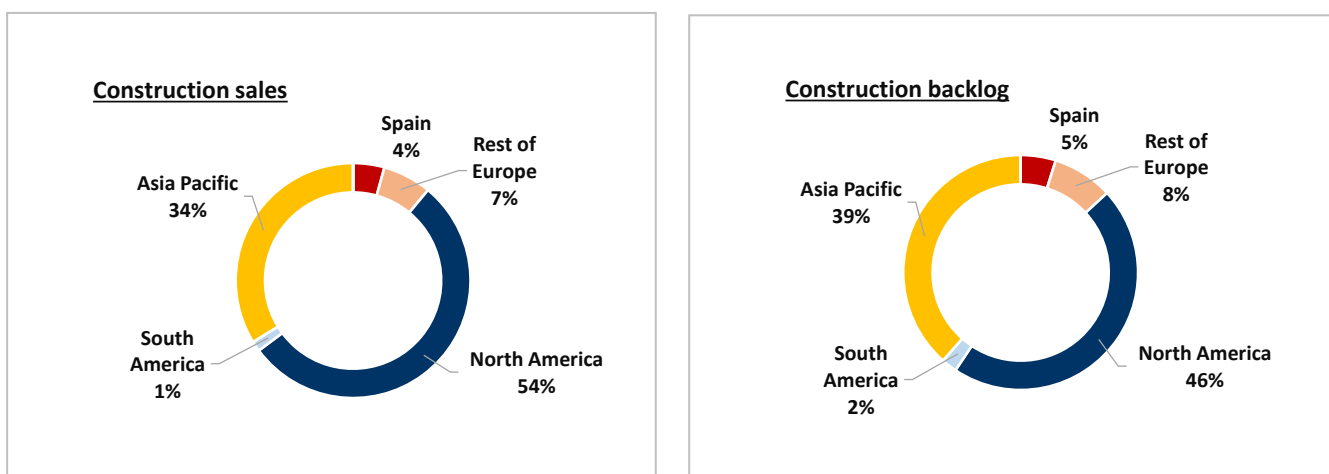 Construction sales
Spain
4%
Rest of
Europe
7%
Asia Pacific
34%
South
America
1%
North America
54%
Construction backlog
Spain
5%
Rest of
Europe
8%
Asia Pacific
39%
South
America
2%
North America
46%